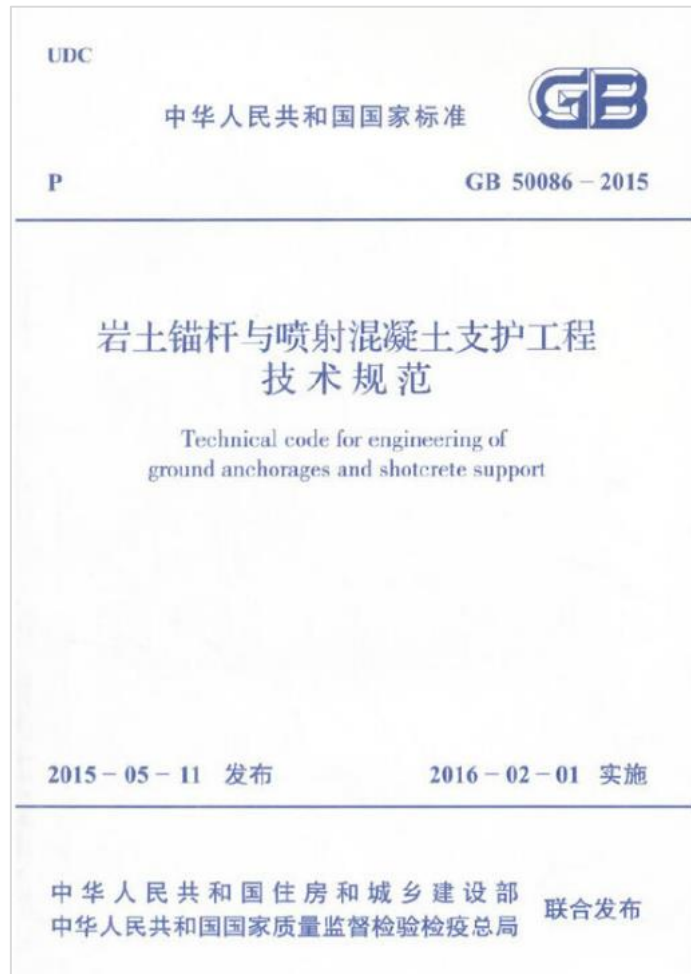 UDC
中华人民共和国国家标准
GB
P
GB 50086－2015
岩土锚杆与喷射混凝土支护工程
技术规范
Technical code for engineering of
ground anchorages and shotcrete support
2015－05－11 发布
2016－02－01 实施
中华人民共和国住房和城乡建设部
中华人民共和国国家质量监督检验检疫总局
联合发布